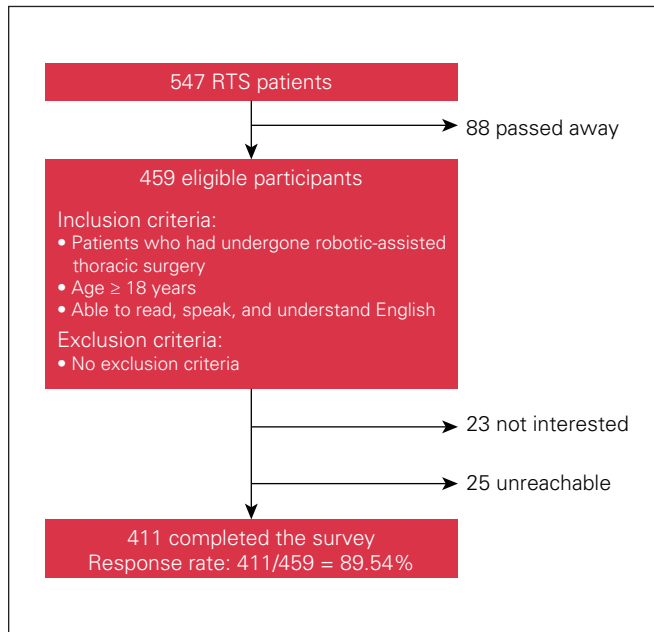 547 RTS patients
88 passed away
459 eligible participants
Inclusion criteria:
• Patients who had undergone robotic-assisted
thoracic surgery
• Age ≥ 18 years
• Able to read, speak, and understand English
Exclusion criteria:
• No exclusion criteria
23 not interested
25 unreachable
411 completed the survey
Response rate: 411/459 = 89.54%